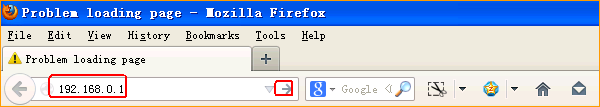 Problem loading page - Mozilla Firefox
File Edit View History Bookmarks Tools Help
Problem loading page
192.168.0.1 Google